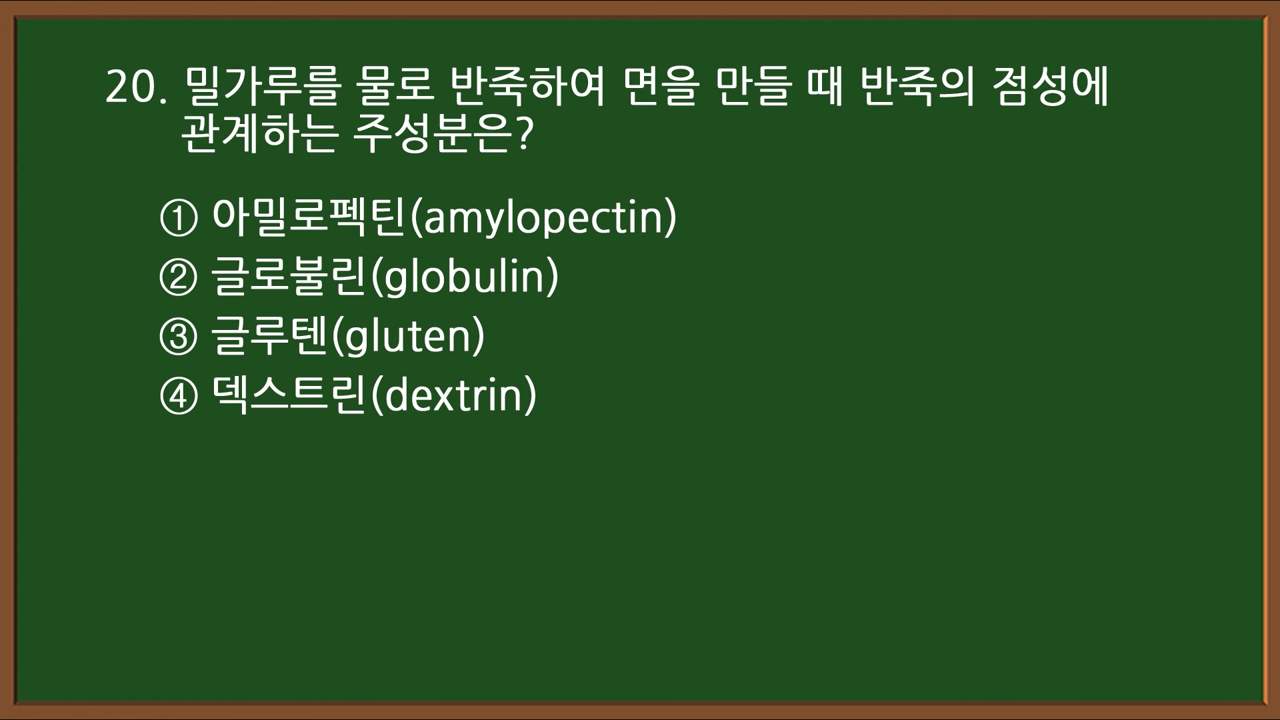 20. 밀가루를 물로 반죽하여 면을 만들 때 반죽의 점성에
관계하는 주성분은?
① 아밀로펙틴(amylopectin)
② 글로불린(globulin)
③ 글루텐(gluten)
④ 덱스트린(dextrin)